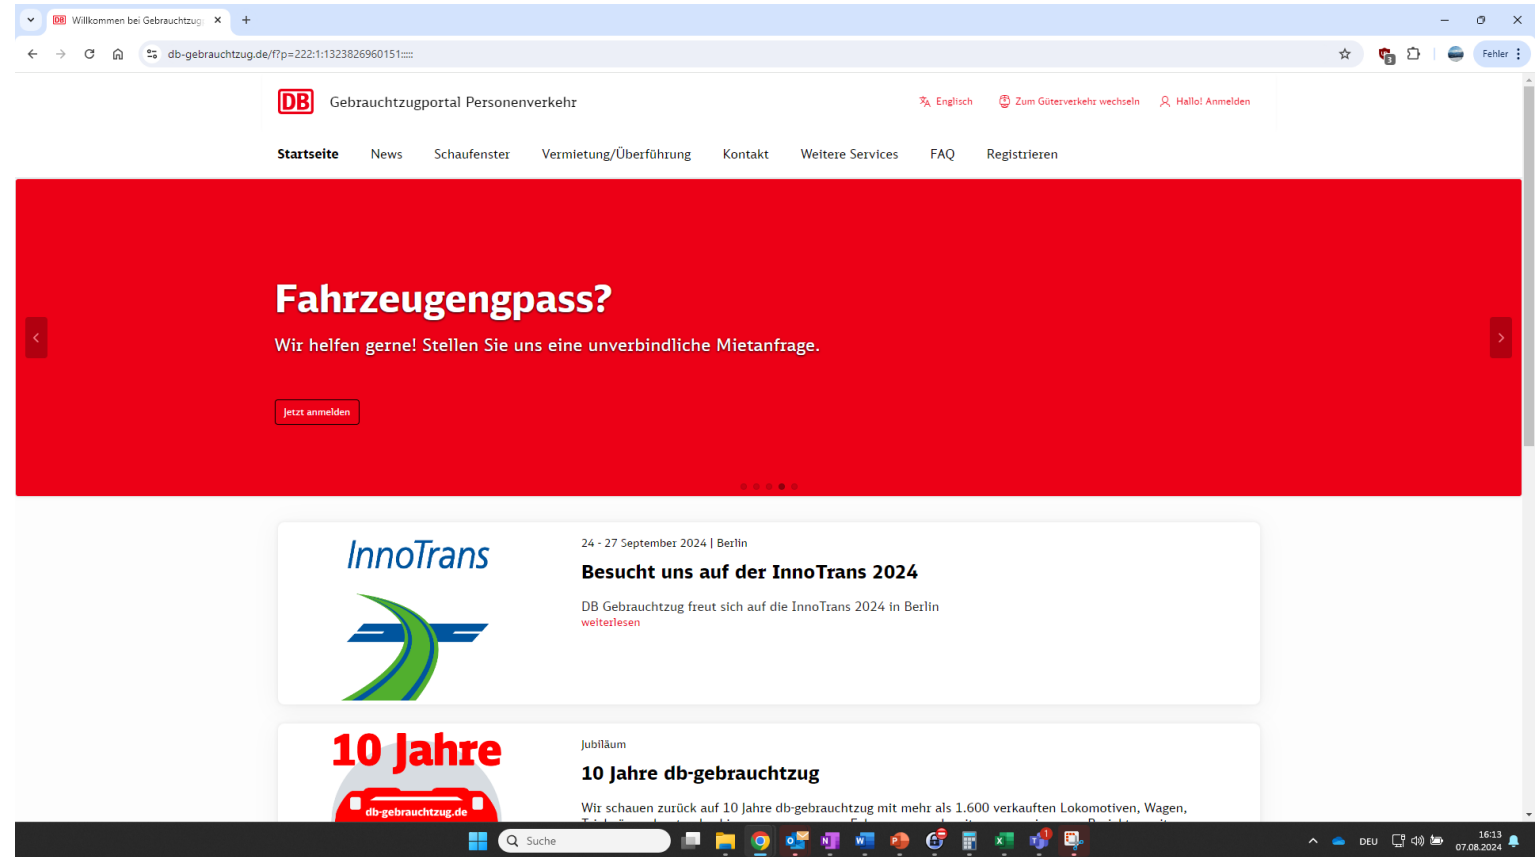 DB Willkommen bei Gebrauchtzug
db-gebrauchtzug.de/f?p=222:1:1323826960151:::::
3
Fehler
DB Gebrauchtzugportal Personenverkehr
Englisch Zum Güterverkehr wechseln Hallo! Anmelden
Startseite News Schaufenster Vermietung/Überführung Kontakt Weitere Services FAQ Registrieren
Fahrzeugengpass?
Wir helfen gerne! Stellen Sie uns eine unverbindliche Mietanfrage.
Jetzt anmelden
InnoTrans
24 - 27 September 2024 | Berlin
Besucht uns auf der InnoTrans 2024
DB Gebrauchtzug freut sich auf die InnoTrans 2024 in Berlin
weiterlesen
10 Jahre
db-gebrauchtzug.de
Jubiläum
10 Jahre db-gebrauchtzug
Wir schauen zurück auf 10 Jahre db-gebrauchtzug mit mehr als 1.600 verkauften Lokomotiven, Wagen,
Suche
DEU
16:13
07.08.2024